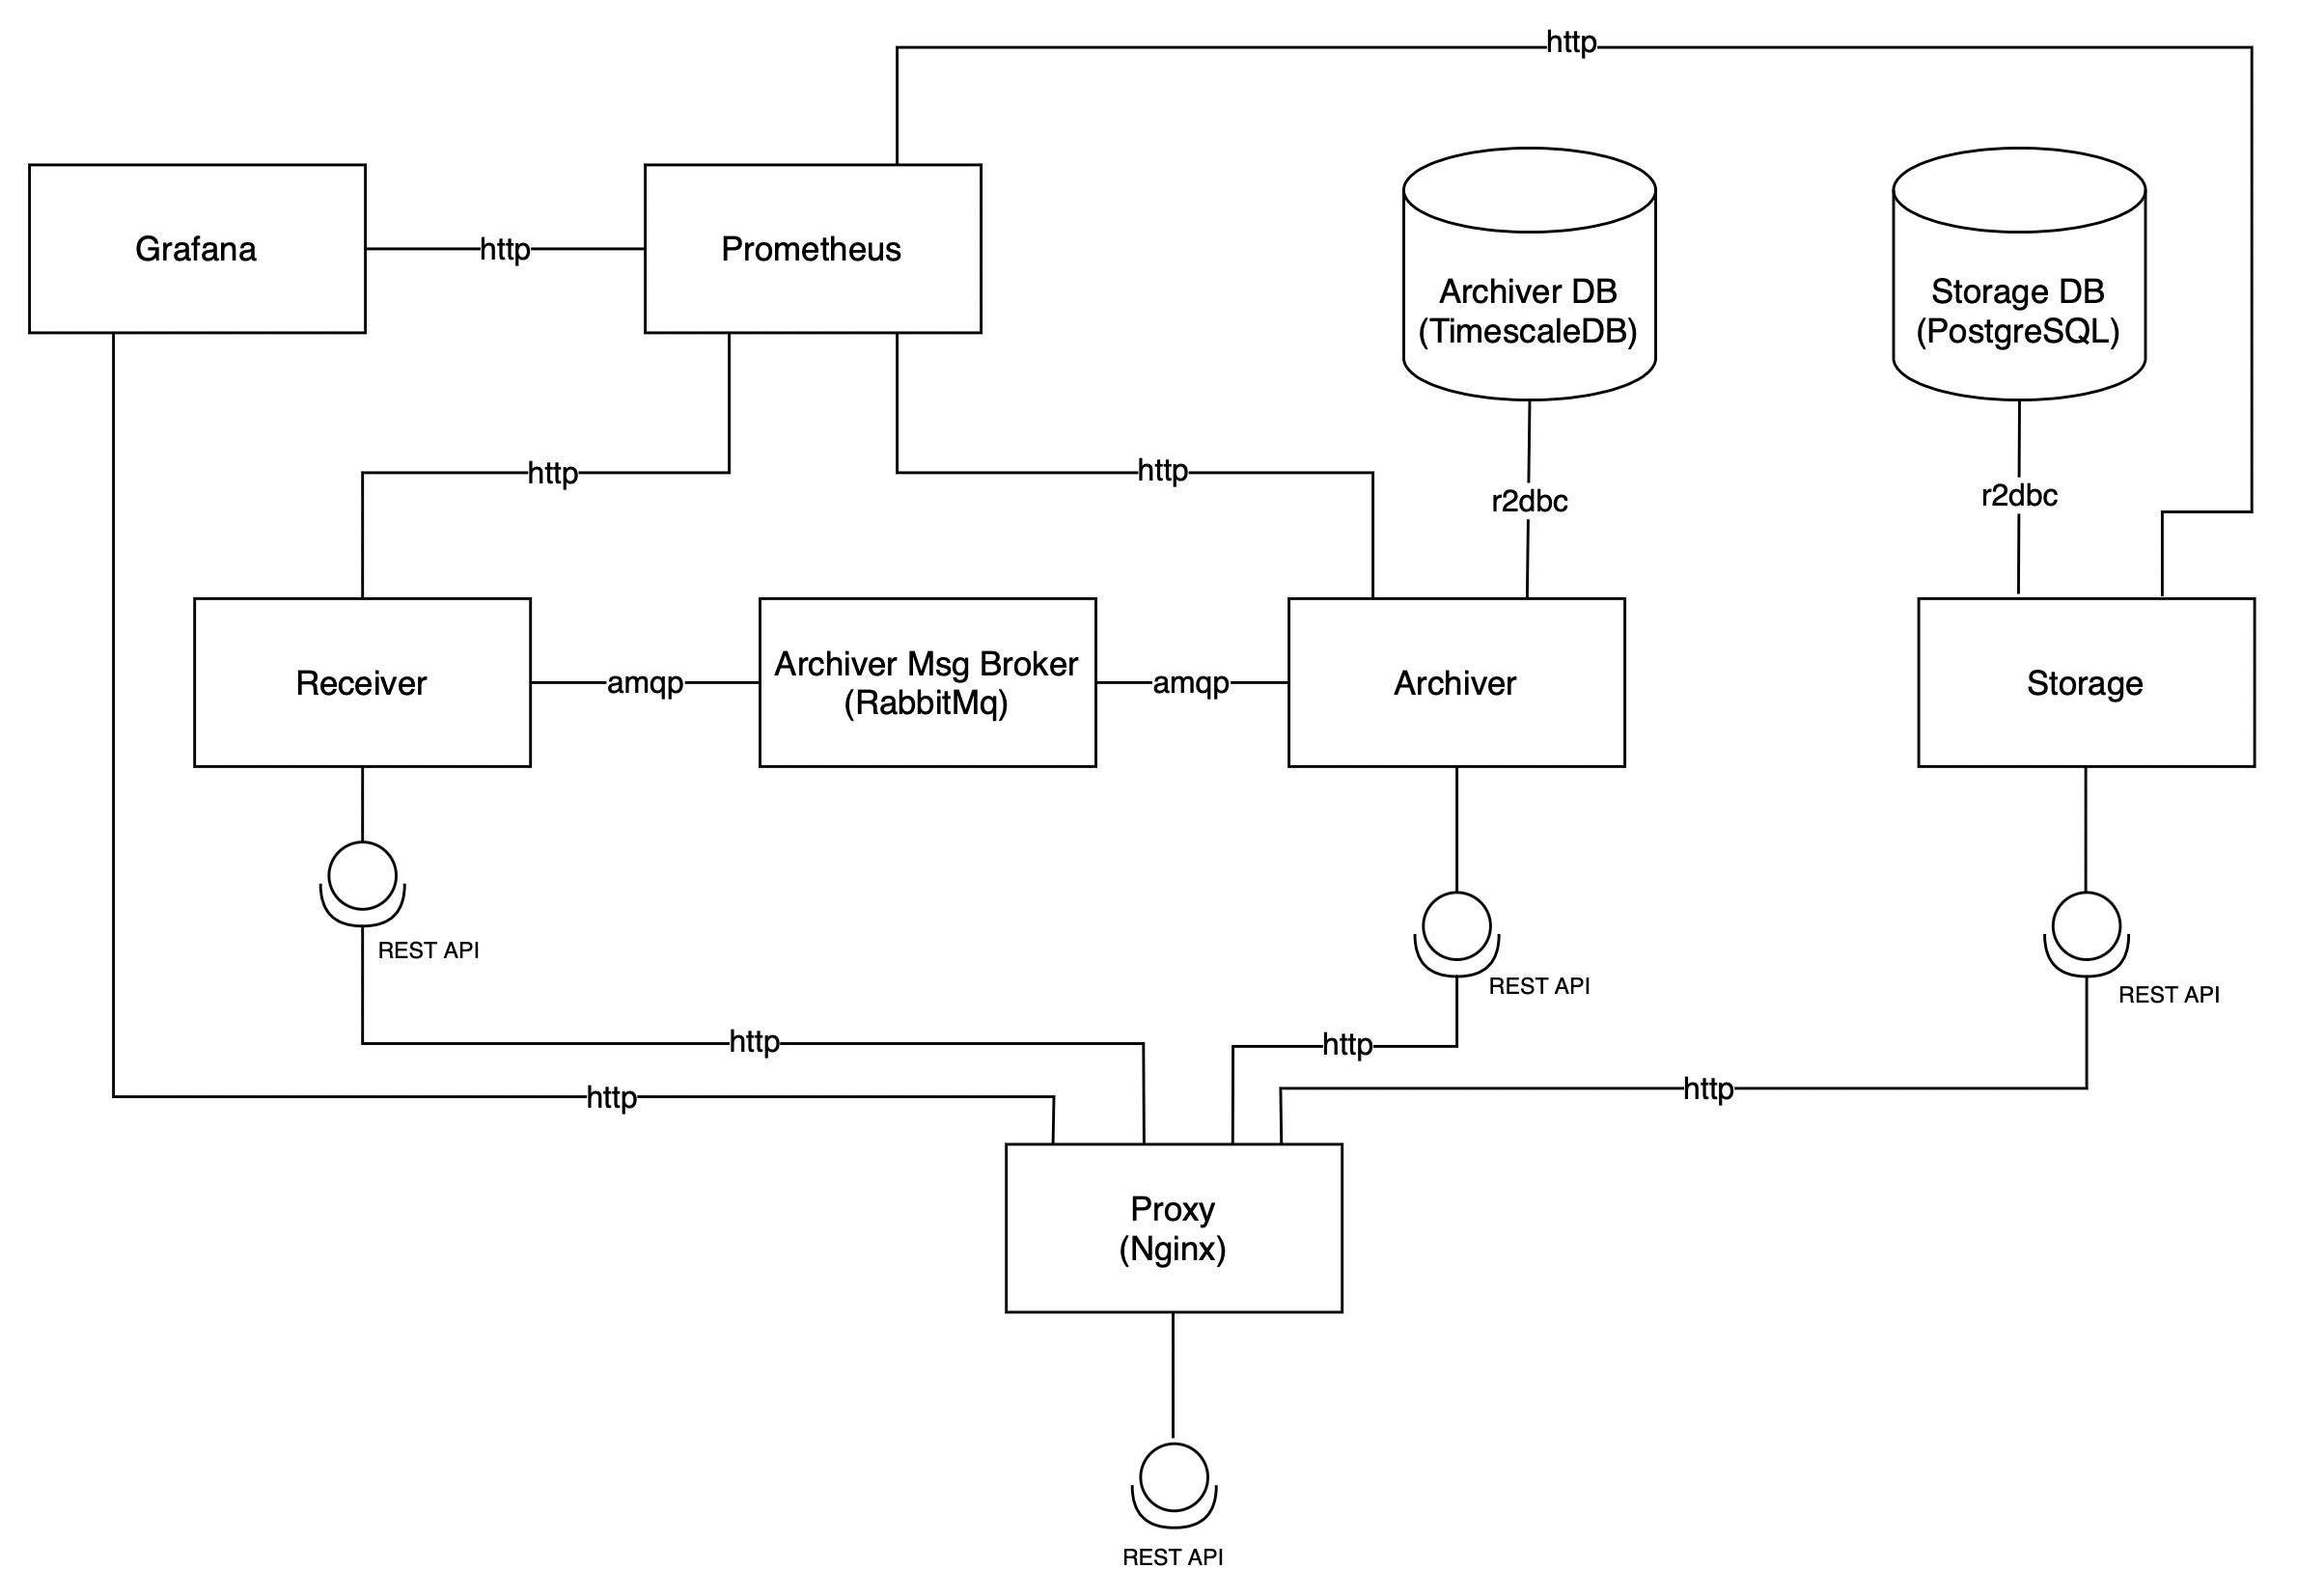 http
Grafana
http
Prometheus
Archiver DB
(TimescaleDB)
Storage DB
(PostgreSQL)
http
http
r2dbc
r2dbc
Receiver
amqp
Archiver Msg Broker
(RabbitMq)
amqp
Archiver
Storage
REST API
REST API
REST API
http
http
http
http
Proxy
(Nginx)
REST API